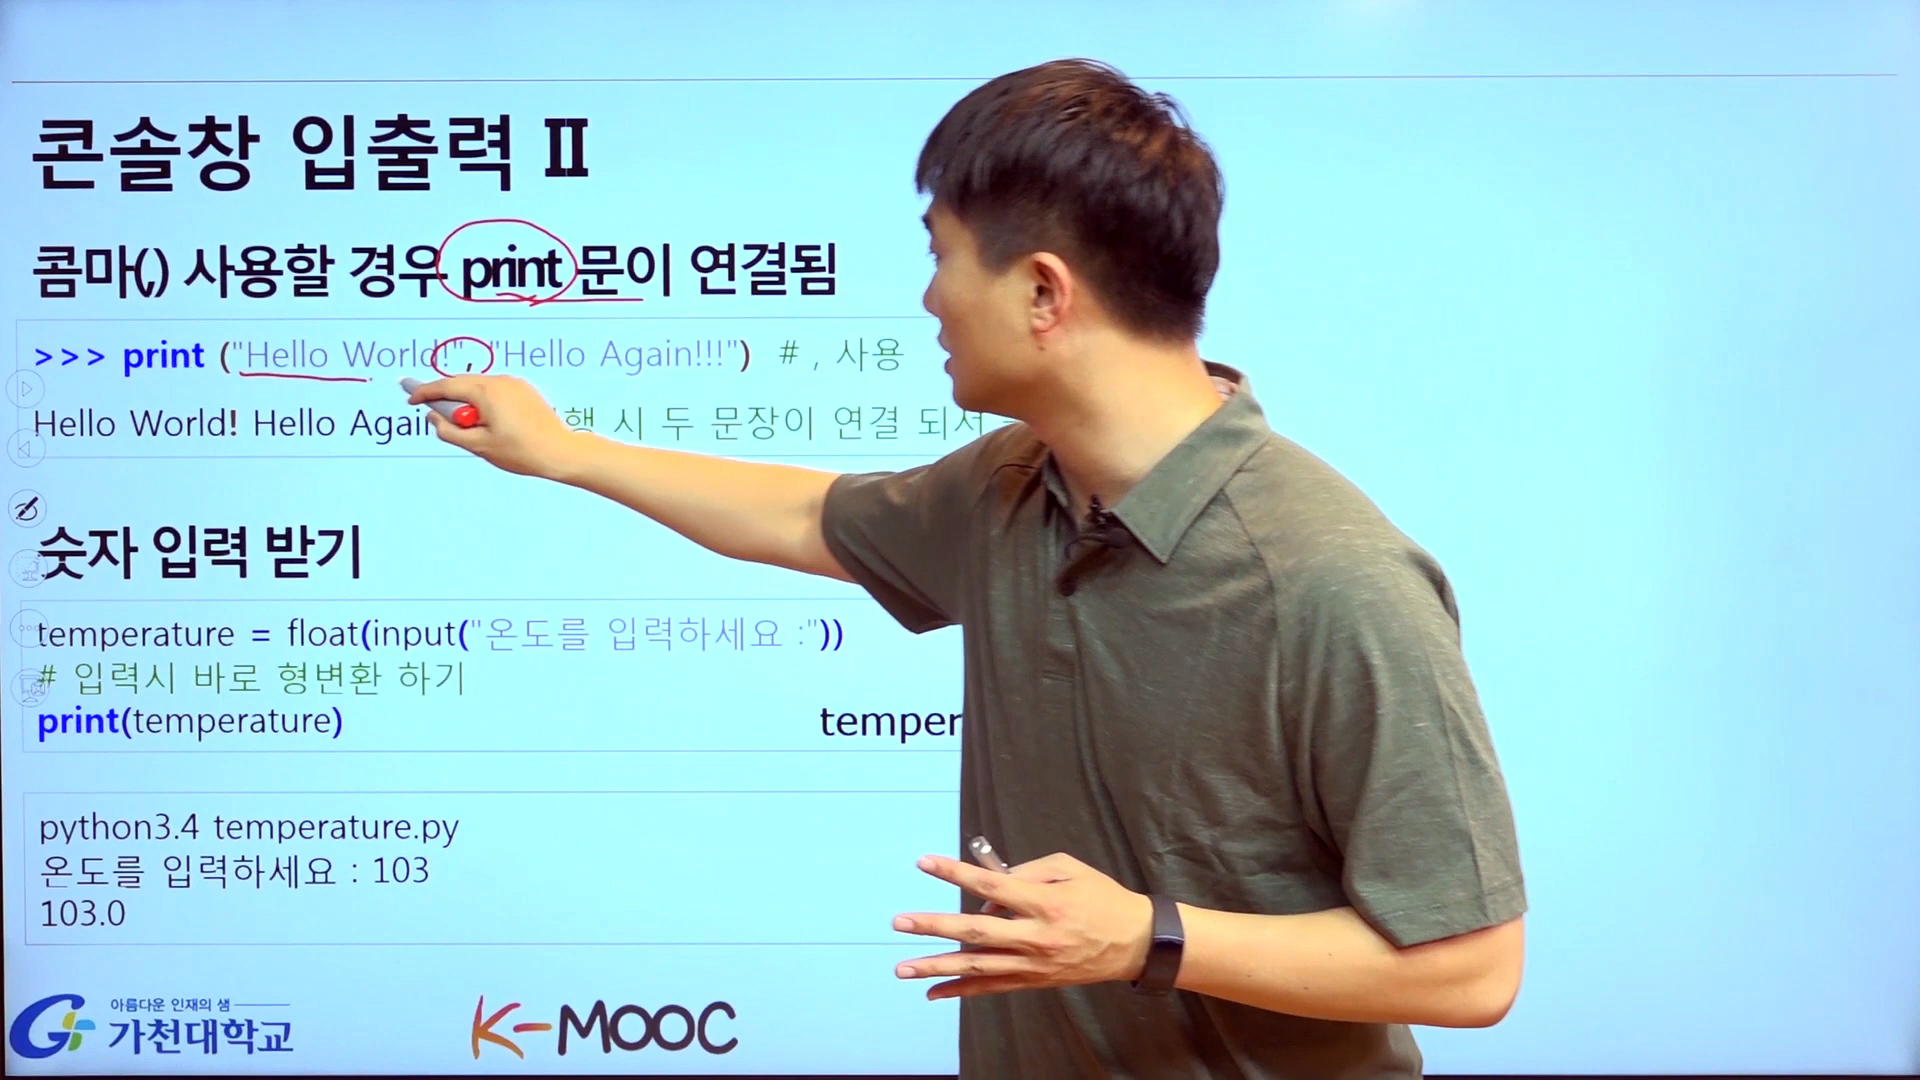 콘솔창 입출력 II
콤마(,) 사용할 경우 print 문이 연결됨
>>> print ("Hello World!", "Hello Again!!!") # , 사용
Hello World! Hello Again 시 두 문장이 연결 되서
숫자 입력 받기
temperature = float(input("온도를 입력하세요 :"))
# 입력시 바로 형변환 하기
print(temperature)
temper
python3.4 temperature.py
온도를 입력하세요 : 103
103.0
아름다운 인재의 샘
가천대학교
K-MOOC